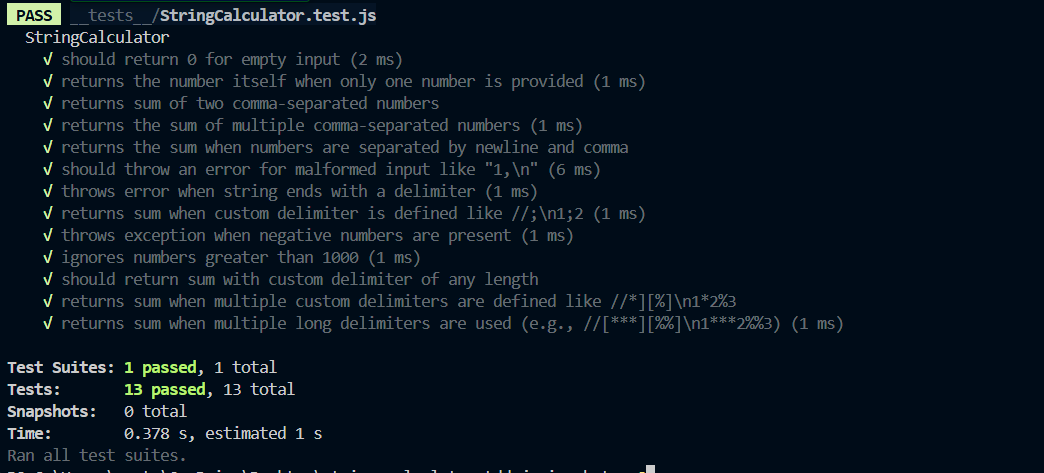 PASS __tests__/StringCalculator.test.js
StringCalculator
√ should return 0 for empty input (2 ms)
√ returns the number itself when only one number is provided (1 ms)
√ returns sum of two comma-separated numbers
√ returns the sum of multiple comma-separated numbers (1 ms)
√ returns the sum when numbers are separated by newline and comma
√ should throw an error for malformed input like "1,\n" (6 ms)
√ throws error when string ends with a delimiter (1 ms)
√ returns sum when custom delimiter is defined like //;\n1;2 (1 ms)
√ throws exception when negative numbers are present (1 ms)
√ ignores numbers greater than 1000 (1 ms)
√ should return sum with custom delimiter of any length
√ returns sum when multiple custom delimiters are defined like //*][%]\n1*2%3
√ returns sum when multiple long delimiters are used (e.g., //[***][%%]\n1***2%%3) (1 ms)
Test Suites: 1 passed, 1 total
Tests: 13 passed, 13 total
Snapshots: 0 total
Time: 0.378 s, estimated 1 s
Ran all test suites.